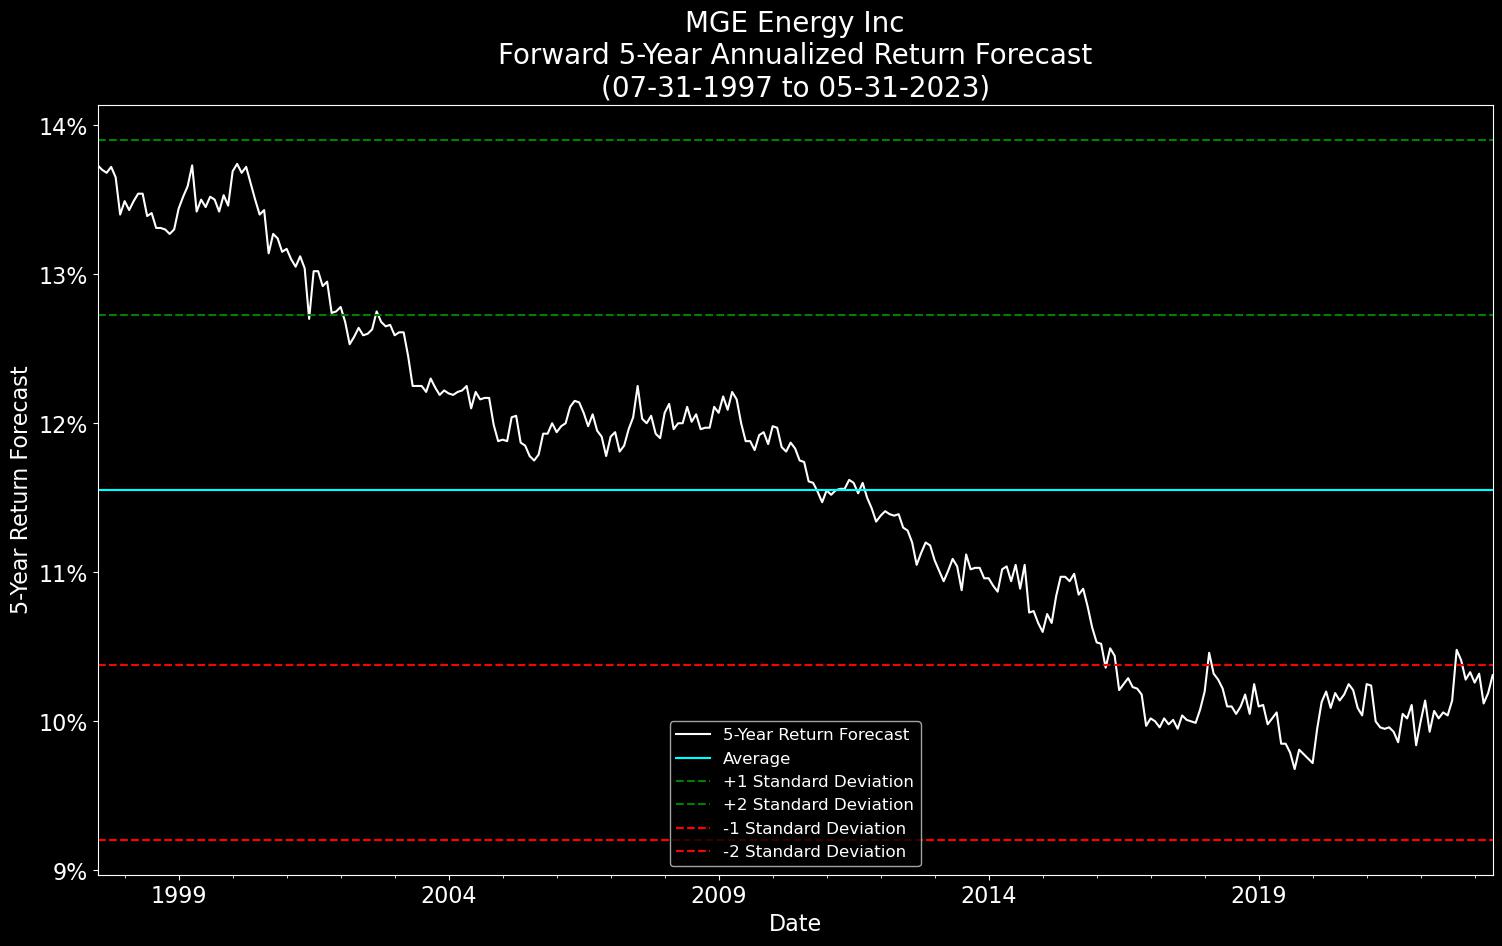 MGE Energy Inc
Forward 5-Year Annualized Return Forecast
(07-31-1997 to 05-31-2023)
5-Year Return Forecast
14%
13%
12%
11%
10%
9%
5-Year Return Forecast
Average
+1 Standard Deviation
+2 Standard Deviation
-1 Standard Deviation
-2 Standard Deviation
1999 2004 2009 2014 2019
Date